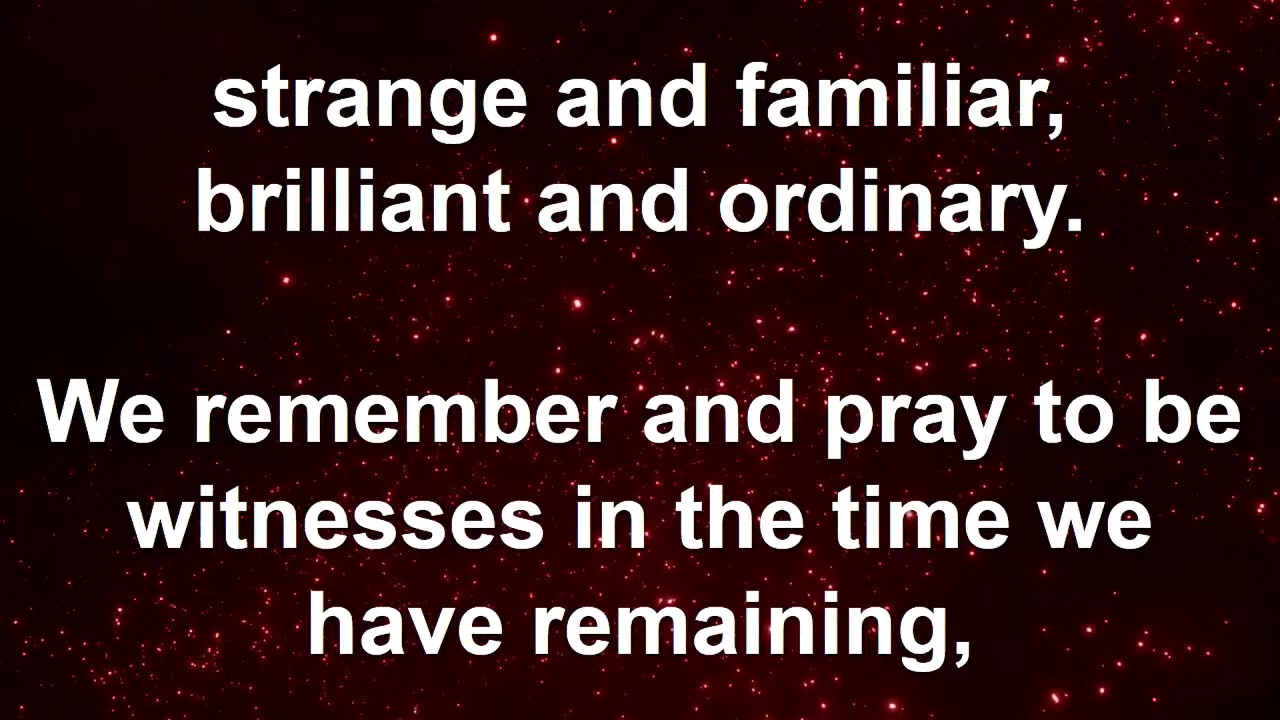 strange and familiar,
brilliant and ordinary.
We remember and pray to be
witnesses in the time we
have remaining,